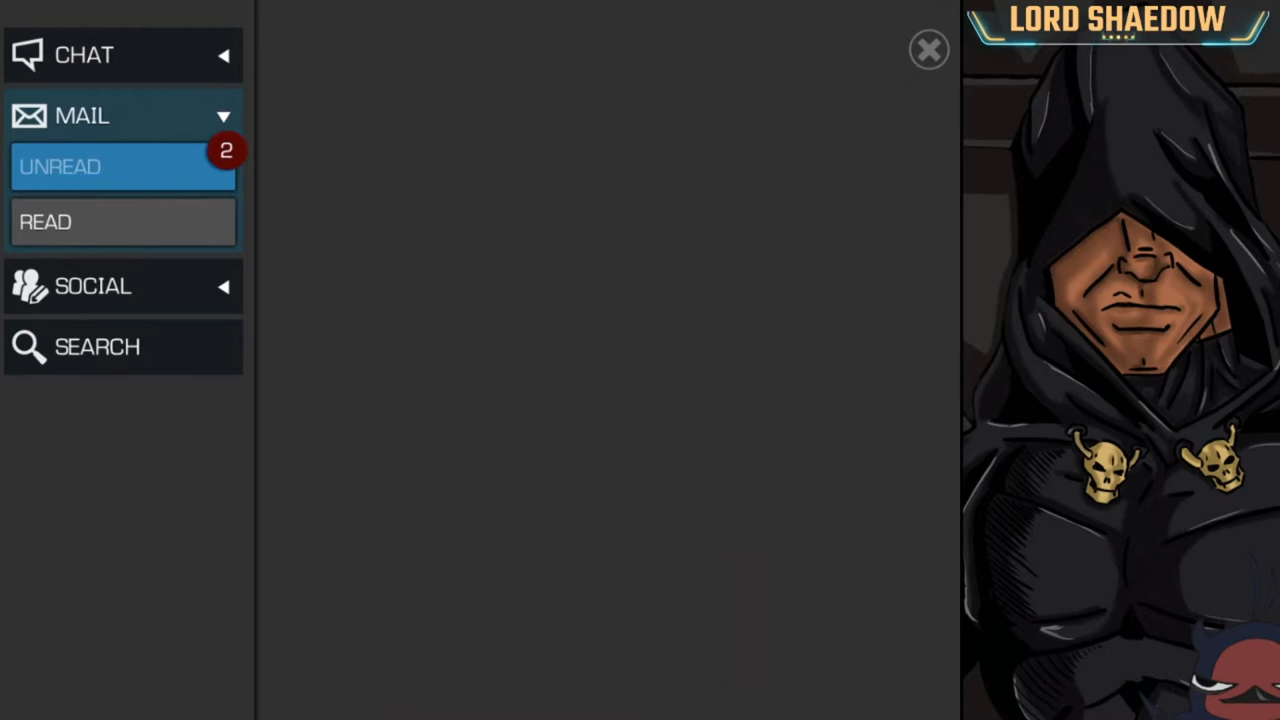 LORD SHAEDOW
CHAT
MAIL
2
UNREAD
READ
SOCIAL
SEARCH